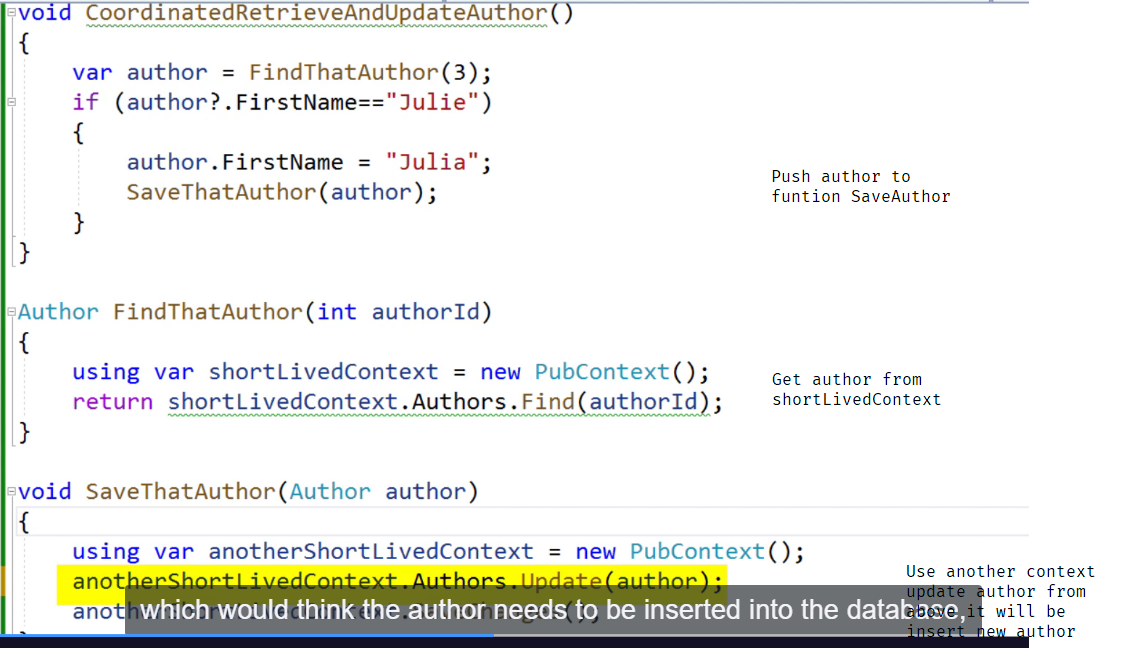 void CoordinatedRetrieveAndUpdateAuthor()
{
var author = FindThatAuthor(3);
if (author?.FirstName=="Julie")
{
author.FirstName = "Julia";
SaveThatAuthor(author);
}
}
Push author to
funtion SaveAuthor
Author FindThatAuthor(int authorId)
{
using var shortLivedContext = new PubContext();
return shortLivedContext.Authors.Find(authorId);
}
Get author from
shortLivedContext
void SaveThatAuthor(Author author)
{
using var anotherShortLivedContext = new PubContext();
anotherShortLivedContext.Authors.Update(author);
which would think the author needs to be inserted into the database,
Use another context
update author from
above it will be
insert new author